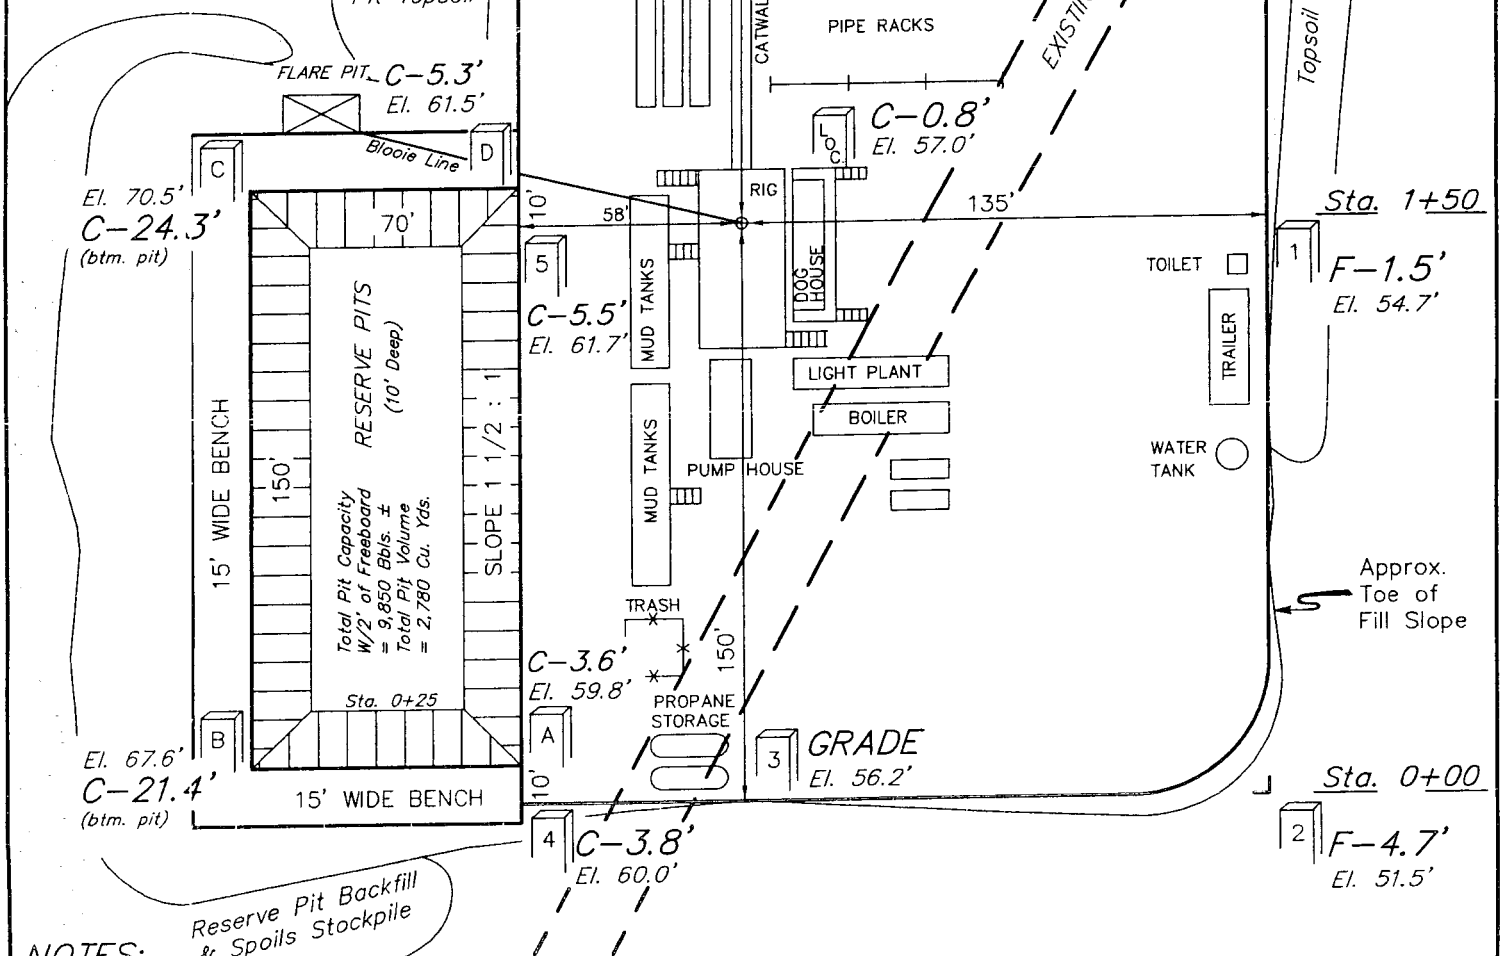 Pit Topsoil
CATWALK
PIPE RACKS
EXISTING
Topsoil
FLARE PIT
C-5.3'
El. 61.5'
L
O
C.
C-0.8'
El. 57.0'
Blooie Line
D
C
El. 70.5'
C-24.3'
(btm. pit)
70'
10'
58'
RIG
135'
Sta. 1+50
1
F-1.5'
El. 54.7'
5
C-5.5'
El. 61.7'
MUD TANKS
DOG
HOUSE
TOILET
TRAILER
LIGHT PLANT
BOILER
RESERVE PITS
(10' Deep)
SLOPE 1 1/2 : 1
15' WIDE BENCH
150'
Total Pit Capacity
W/2' of Freeboard
= 9,850 Bbls. ±
Total Pit Volume
= 2,780 Cu. Yds.
MUD TANKS
PUMP HOUSE
WATER
TANK
Approx.
Toe of
Fill Slope
TRASH
150'
C-3.6'
El. 59.8'
PROPANE
STORAGE
Sta. 0+25
B
A
El. 67.6'
C-21.4'
(btm. pit)
15' WIDE BENCH
10'
3
GRADE
El. 56.2'
Sta. 0+00
4
C-3.8'
El. 60.0'
2
F-4.7'
El. 51.5'
Reserve Pit Backfill
& Spoils Stockpile
NOTES: